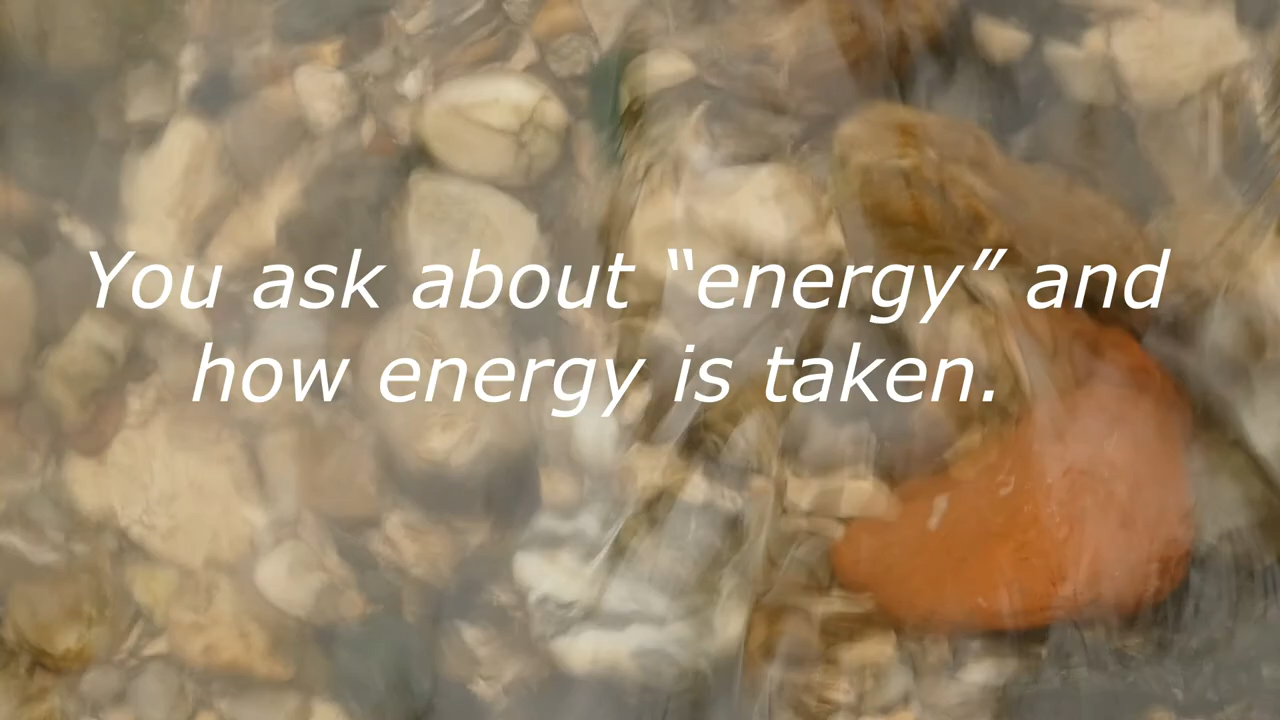 You ask about “energy” and
how energy is taken.